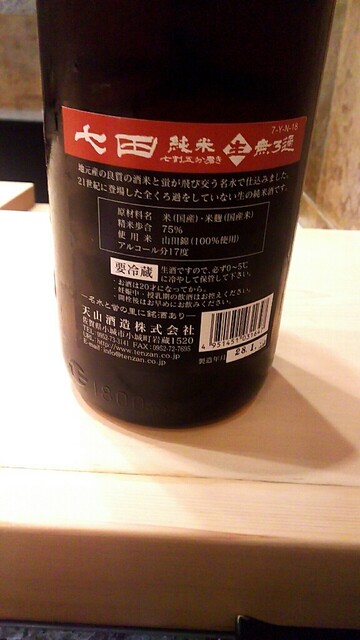 7-Y-N-18
七田 純米 生 無ろ過
七割五分磨き
地元産の良質の酒米と蛍が飛び交う名水で仕込みました。
21世紀に登場した全くろ過をしていない生の純米酒です。
原材料名 米(国産)・米麹(国産米)
精米歩合 75%
使用米 山田錦(100%使用)
アルコール分17度
要冷蔵 生酒ですので、必ず0~5℃
に冷やして保管して下さい。
・お酒は20才になってから。
・妊娠中・授乳期の飲酒はお控えください。
・開栓後はお早めにお飲みください。
―名水と蛍の里に銘酒あり―
天山酒造株式会社
佐賀県小城市小城町岩蔵1520
TEL 0952-73-3141 FAX:0952-72-7695
URL: http://www.tenzan.co.jp
E-mail info@tenzan.co.jp
製造年月
28.1